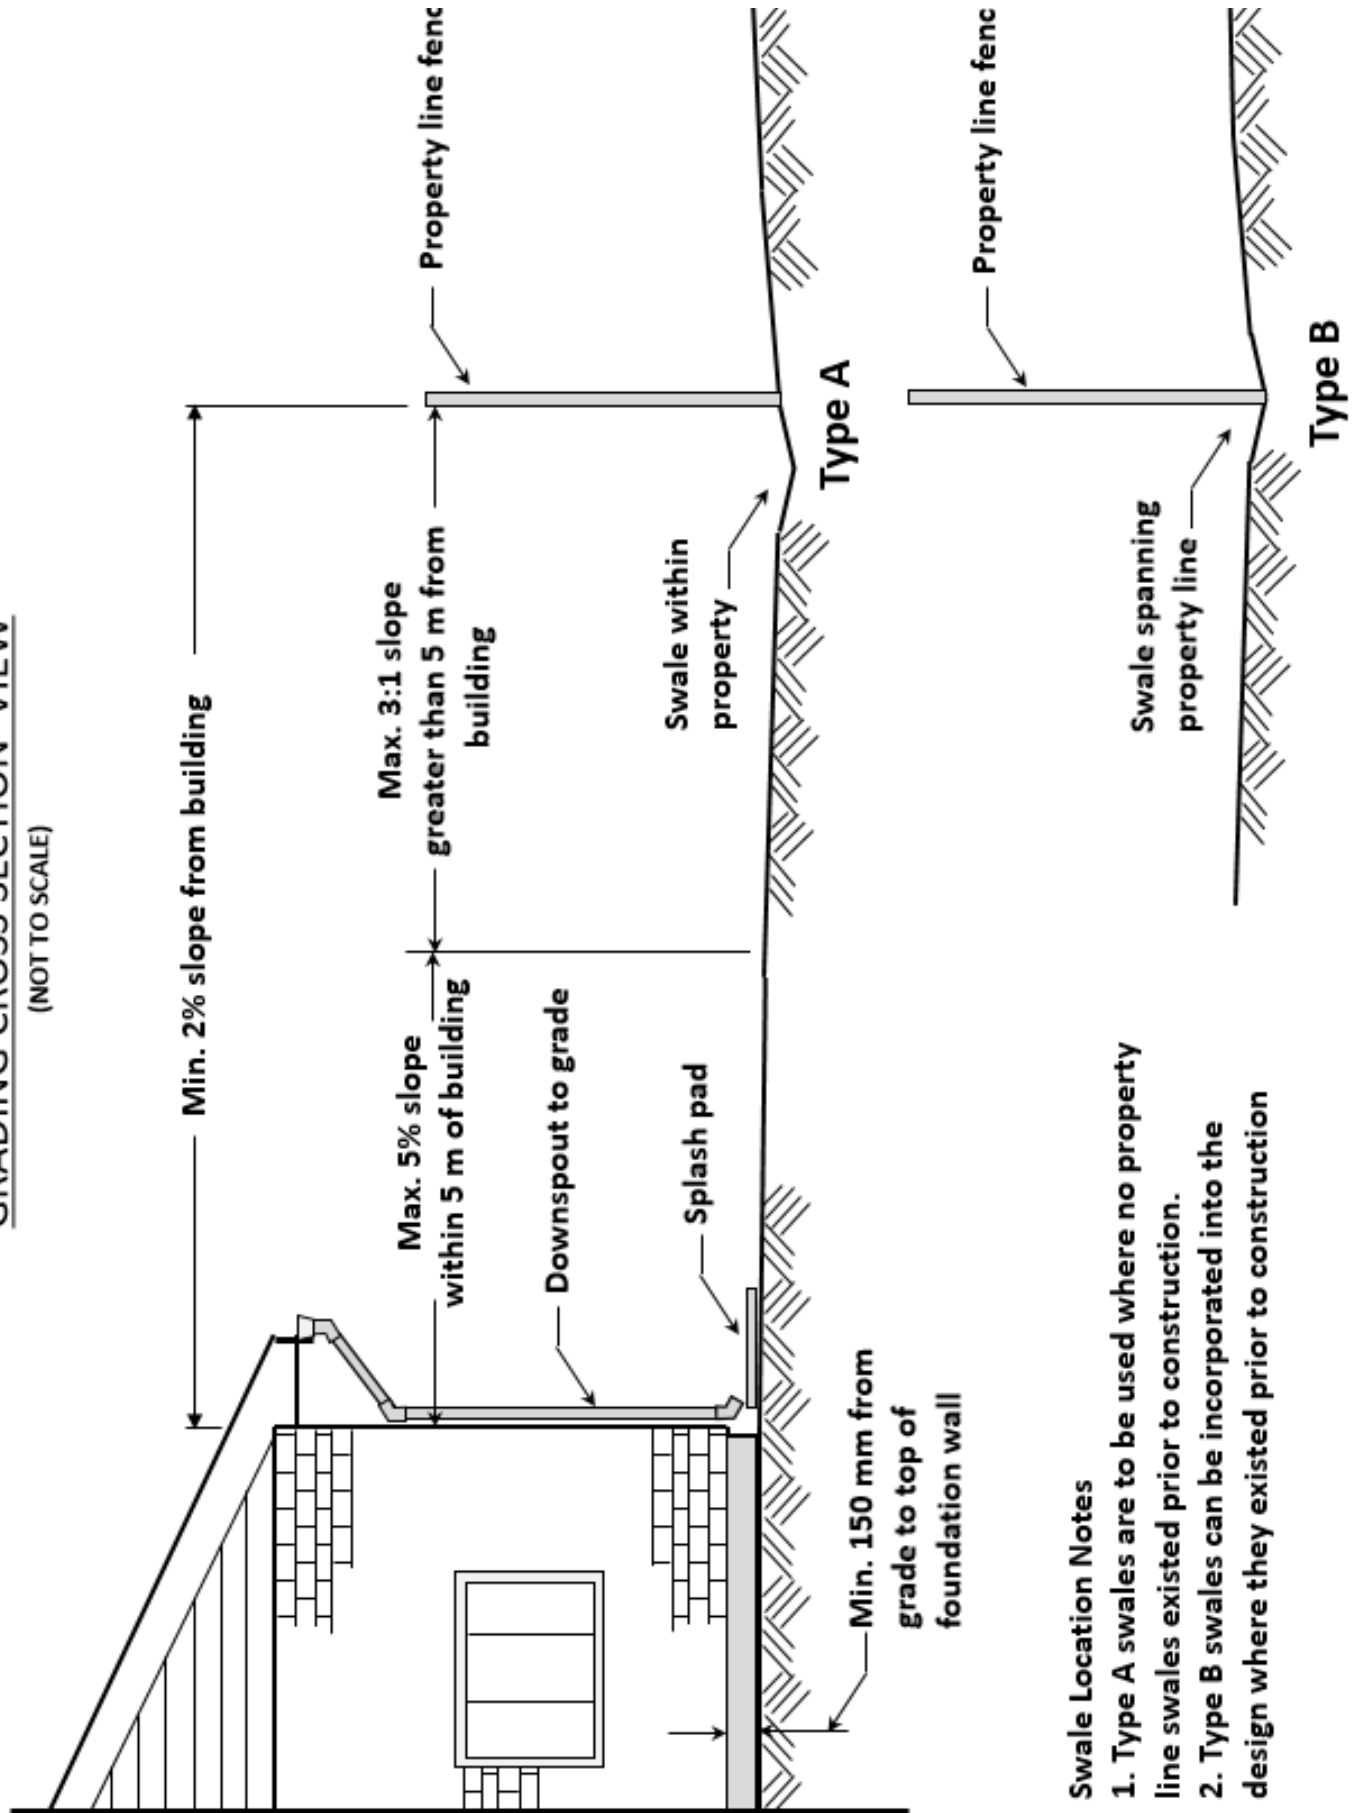 GRADING CROSS SECTION VIEW
(NOT TO SCALE)
Min. 2% slope from building
Max. 5% slope
within 5 m of building
Max. 3:1 slope
greater than 5 m from
building
Property line fenc
Downspout to grade
Splash pad
Swale within
property
Type A
Min. 150 mm from
grade to top of
foundation wall
Property line fenc
Swale spanning
property line
Type B
Swale Location Notes
1. Type A swales are to be used where no property
line swales existed prior to construction.
2. Type B swales can be incorporated into the
design where they existed prior to construction